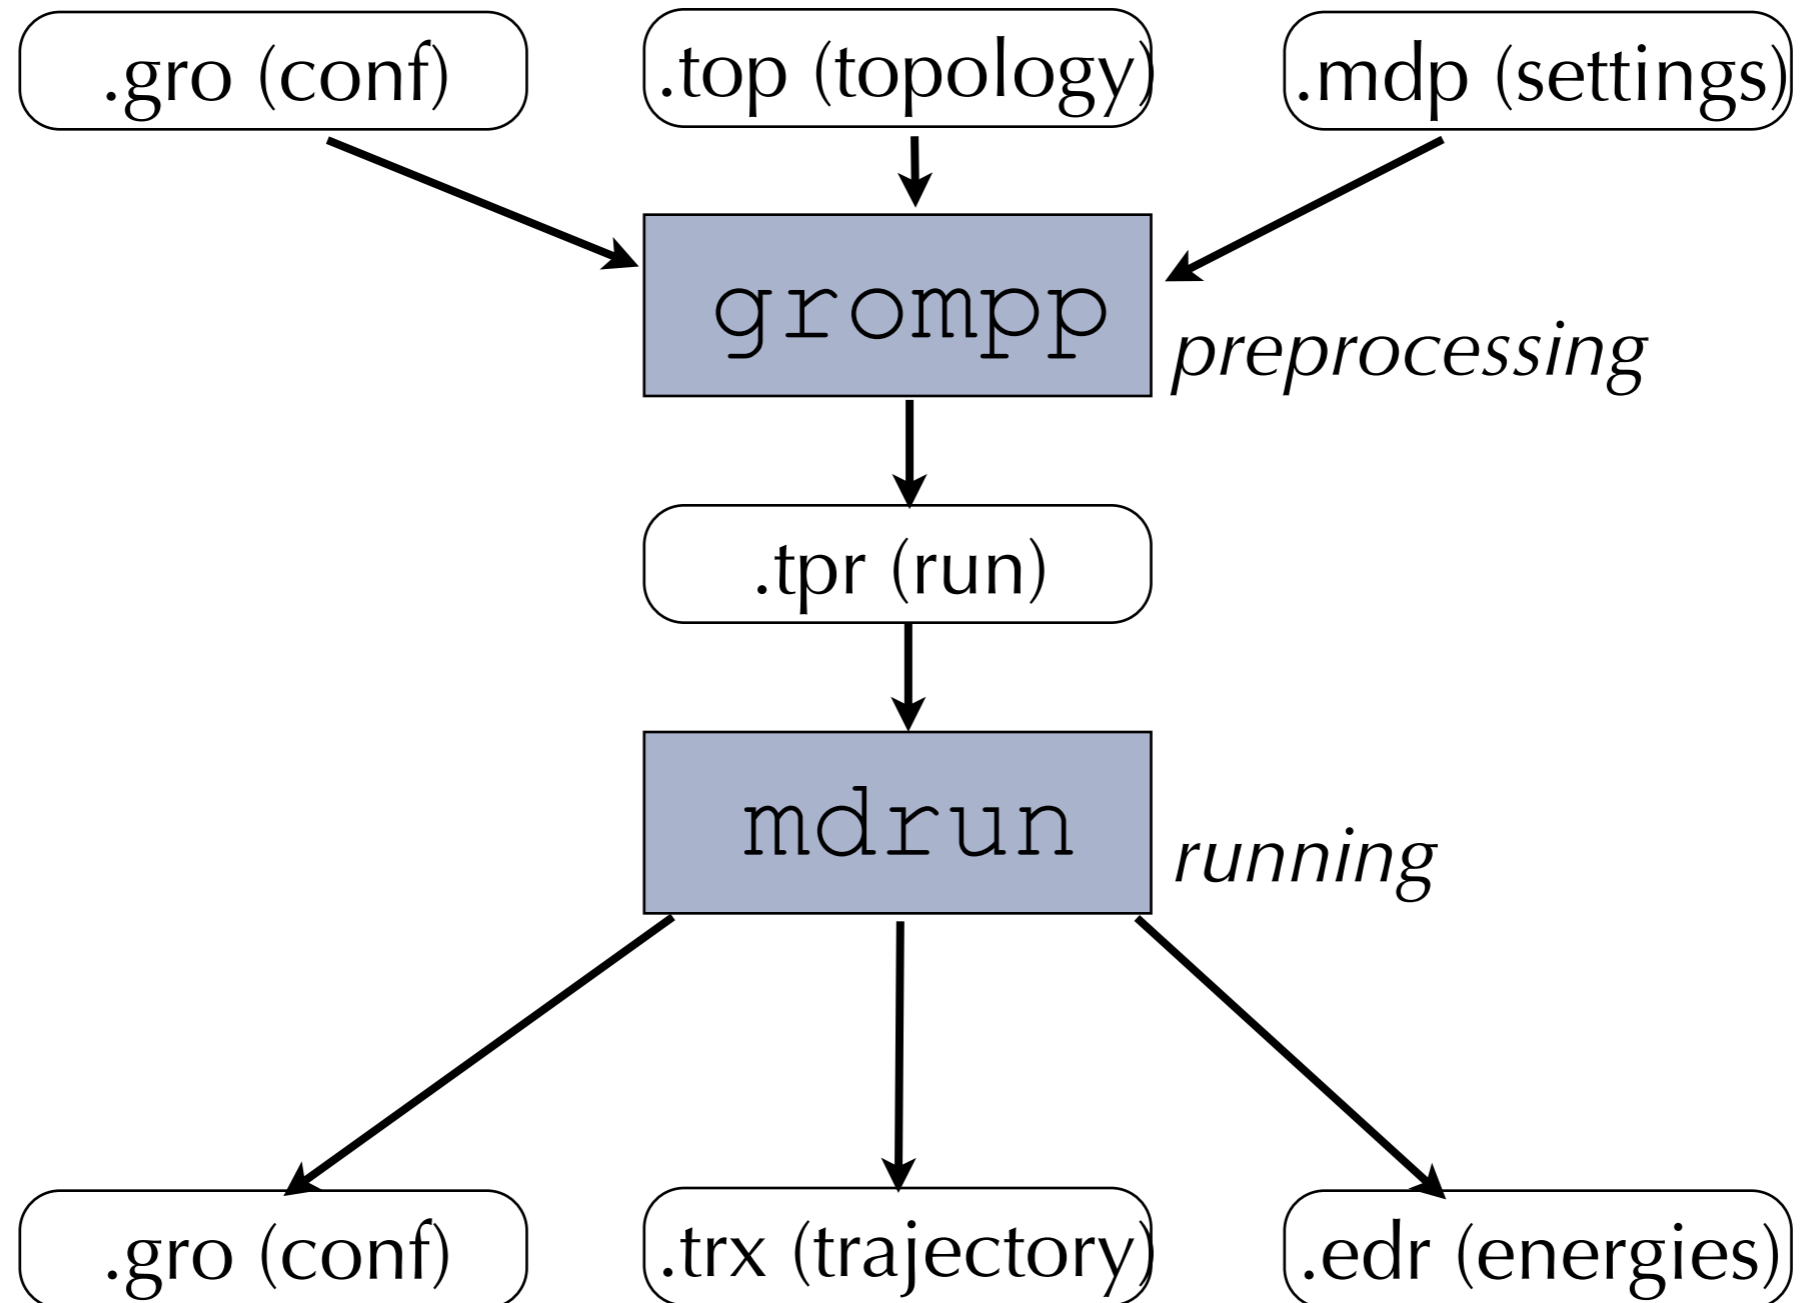 .gro (conf)
.top (topology)
.mdp (settings)
grompp
preprocessing
.tpr (run)
mdrun
running
.gro (conf)
.trx (trajectory)
.edr (energies)